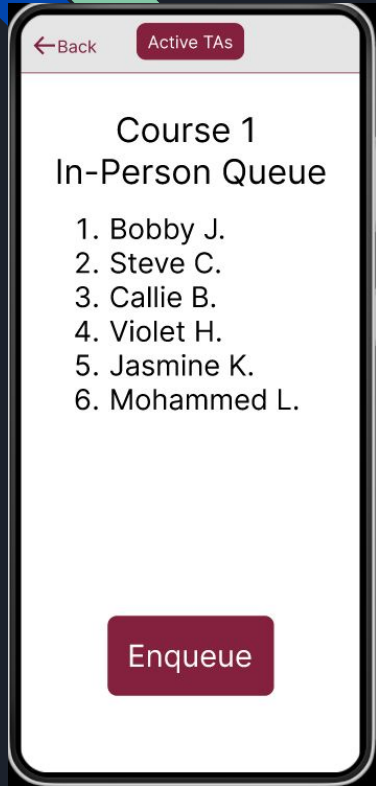 ←Back
Active TAs
Course 1
In-Person Queue
1. Bobby J.
2. Steve C.
3. Callie B.
4. Violet H.
5. Jasmine K.
6. Mohammed L.
Enqueue